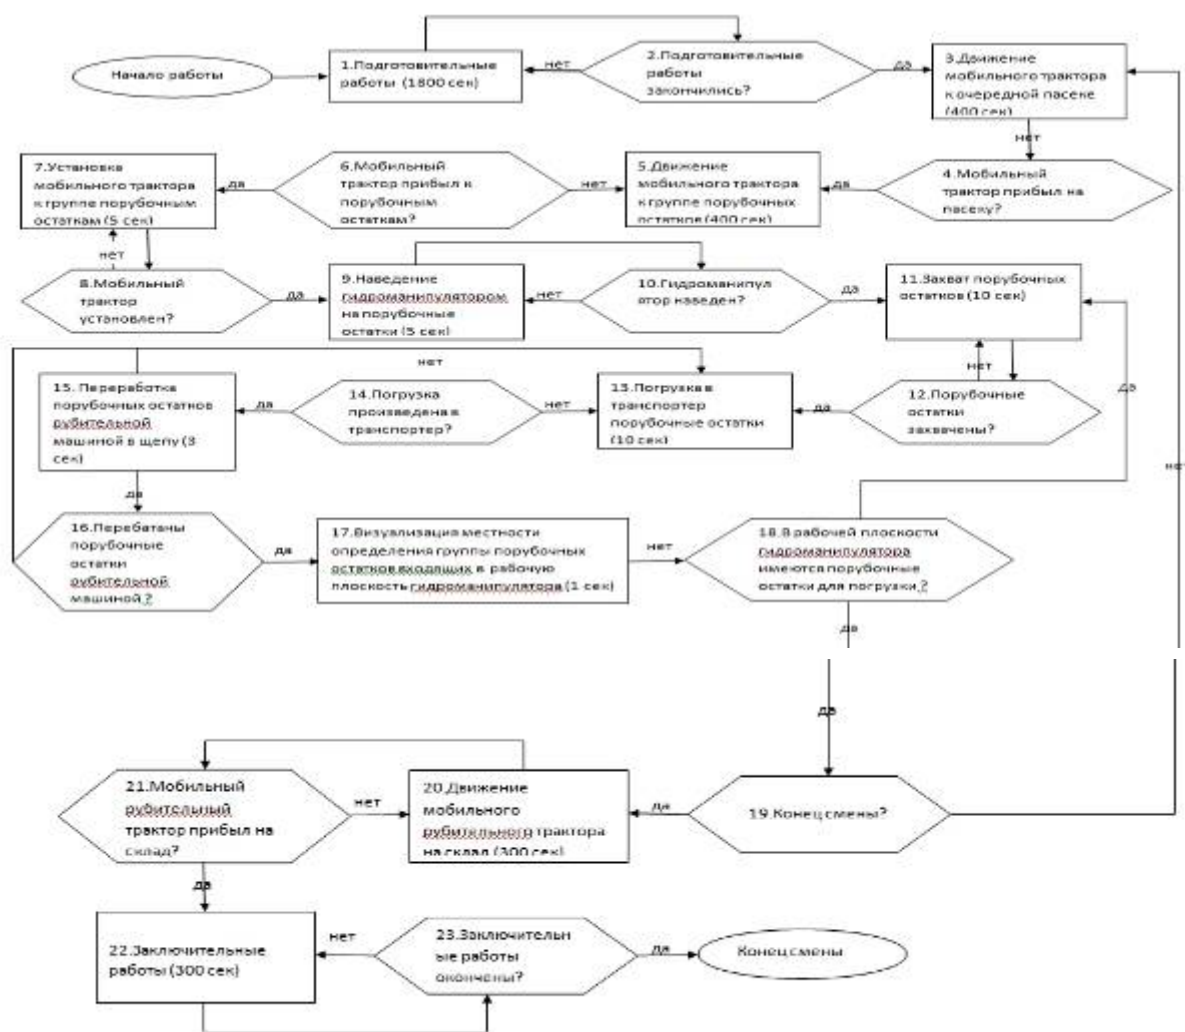 Начало работы
1.Подготовительные
работы (1800 сек)
нет
2.Подготовительные
работы
закончились?
да
3.Движение
мобильного трактора
к очередной пасеке
(400 сек)
нет
7.Установка
мобильного трактора
к группе порубочным
остаткам (5 сек)
да
6.Мобильный
трактор прибыл к
порубочным
остаткам?
нет
5.Движение
мобильного трактора
к группе порубочных
остатков (400 сек)
да
4.Мобильный
трактор прибыл на
пасеку?
нет
8.Мобильный
трактор
установлен?
да
9.Наведение
гидроманипулятором
на порубочные
остатки (5 сек)
нет
10.Гидроманипул
ятор наведен?
да
11.Захват порубочных
остатков (10 сек)
нет
нет
да
15. Переработка
порубочных остатков
рубительной
машиной в щепу (3
сек)
да
14.Погрузка
произведена в
транспортер?
нет
13.Погрузка в
транспортер
порубочные остатки
(10 сек)
да
12.Порубочные
остатки
захвачены?
нет
да
16.Перебатаны
порубочные
остатки
рубительной
машиной.?
да
17.Визуализация местности
определения группы порубочных
остатков входящих в рабочую
плоскость гидроманипулятора (1 сек)
нет
18.В рабочей плоскости
гидроманипулятора
имеются порубочные
остатки для погрузки.?
да
да
21.Мобильный
рубительный
трактор прибыл на
склад?
нет
20.Движение
мобильного
рубительного трактора
на склад (300 сек)
да
19.Конец смены?
да
22.Заключительные
работы (300 сек)
нет
23.Заключительн
ые работы
окончены?
да
Конец смены